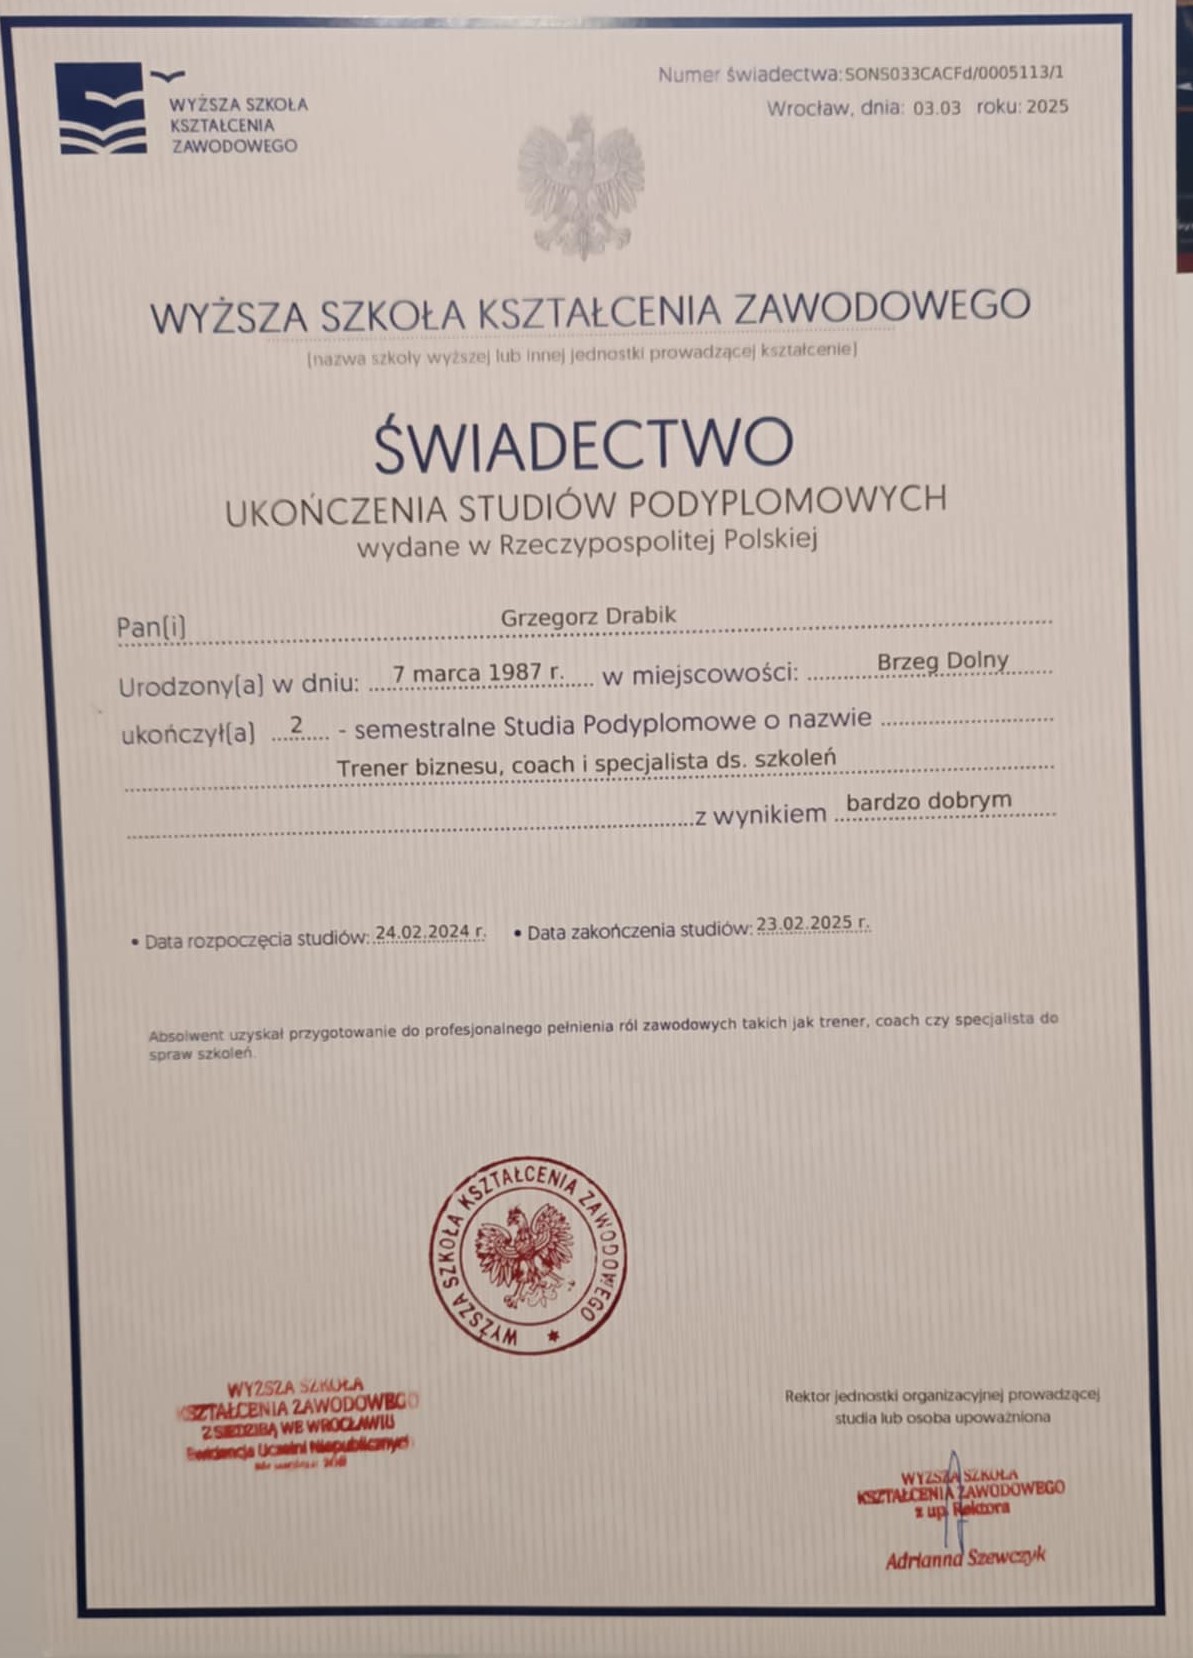 WYŻSZA SZKOŁA
KSZTAŁCENIA
ZAWODOWEGO
Numer świadectwa: SONS033CACFd/0005113/1
Wrocław, dnia: 03.03 roku: 2025
WYŻSZA SZKOŁA KSZTAŁCENIA ZAWODOWEGO
(nazwa szkoły wyższej lub innej jednostki prowadzącej kształcenie)
ŚWIADECTWO
UKOŃCZENIA STUDIÓW PODYPLOMOWYCH
wydane w Rzeczypospolitej Polskiej
Pan(i) Grzegorz Drabik
Urodzony(a) w dniu: 7 marca 1987 r. w miejscowości: Brzeg Dolny
ukończył(a) 2 - semestralne Studia Podyplomowe o nazwie
Trener biznesu, coach i specjalista ds. szkoleń
z wynikiem bardzo dobrym
• Data rozpoczęcia studiów: 24.02.2024 r. • Data zakończenia studiów: 23.02.2025 r.
Absolwent uzyskał przygotowanie do profesjonalnego pełnienia ról zawodowych takich jak trener, coach czy specjalista do
spraw szkoleń.
WYŻSZA SZKOŁA KSZTAŁCENIA ZAWODOWEGO
WYŻSZA SZKOŁA
KSZTAŁCENIA ZAWODOWEGO
Z SIEDZIBĄ WE WROCŁAWIU
Ewidencja Uczelni Niepublicznych
Rektor jednostki organizacyjnej prowadzącej
studia lub osoba upoważniona
WYŻSZA SZKOŁA
KSZTAŁCENIA ZAWODOWEGO
z up. Rektora
Adrianna Szewczyk